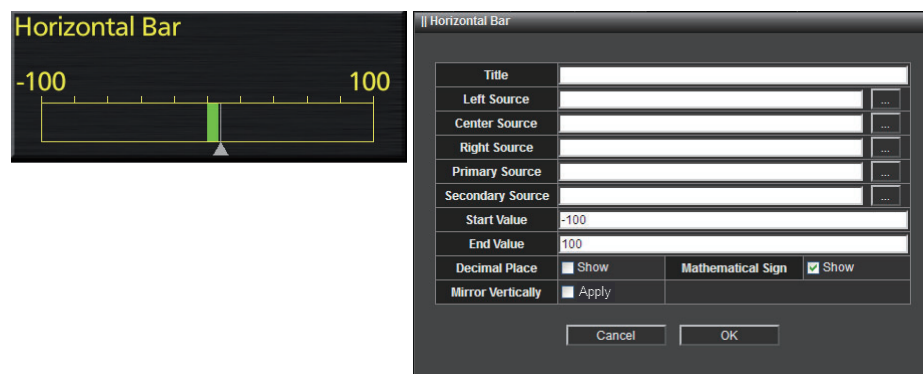 Horizontal Bar
-100 100
|| Horizontal Bar
Title
Left Source ...
Center Source ...
Right Source ...
Primary Source ...
Secondary Source ...
Start Value -100
End Value 100
Decimal Place Show Mathematical Sign Show
Mirror Vertically Apply
Cancel OK